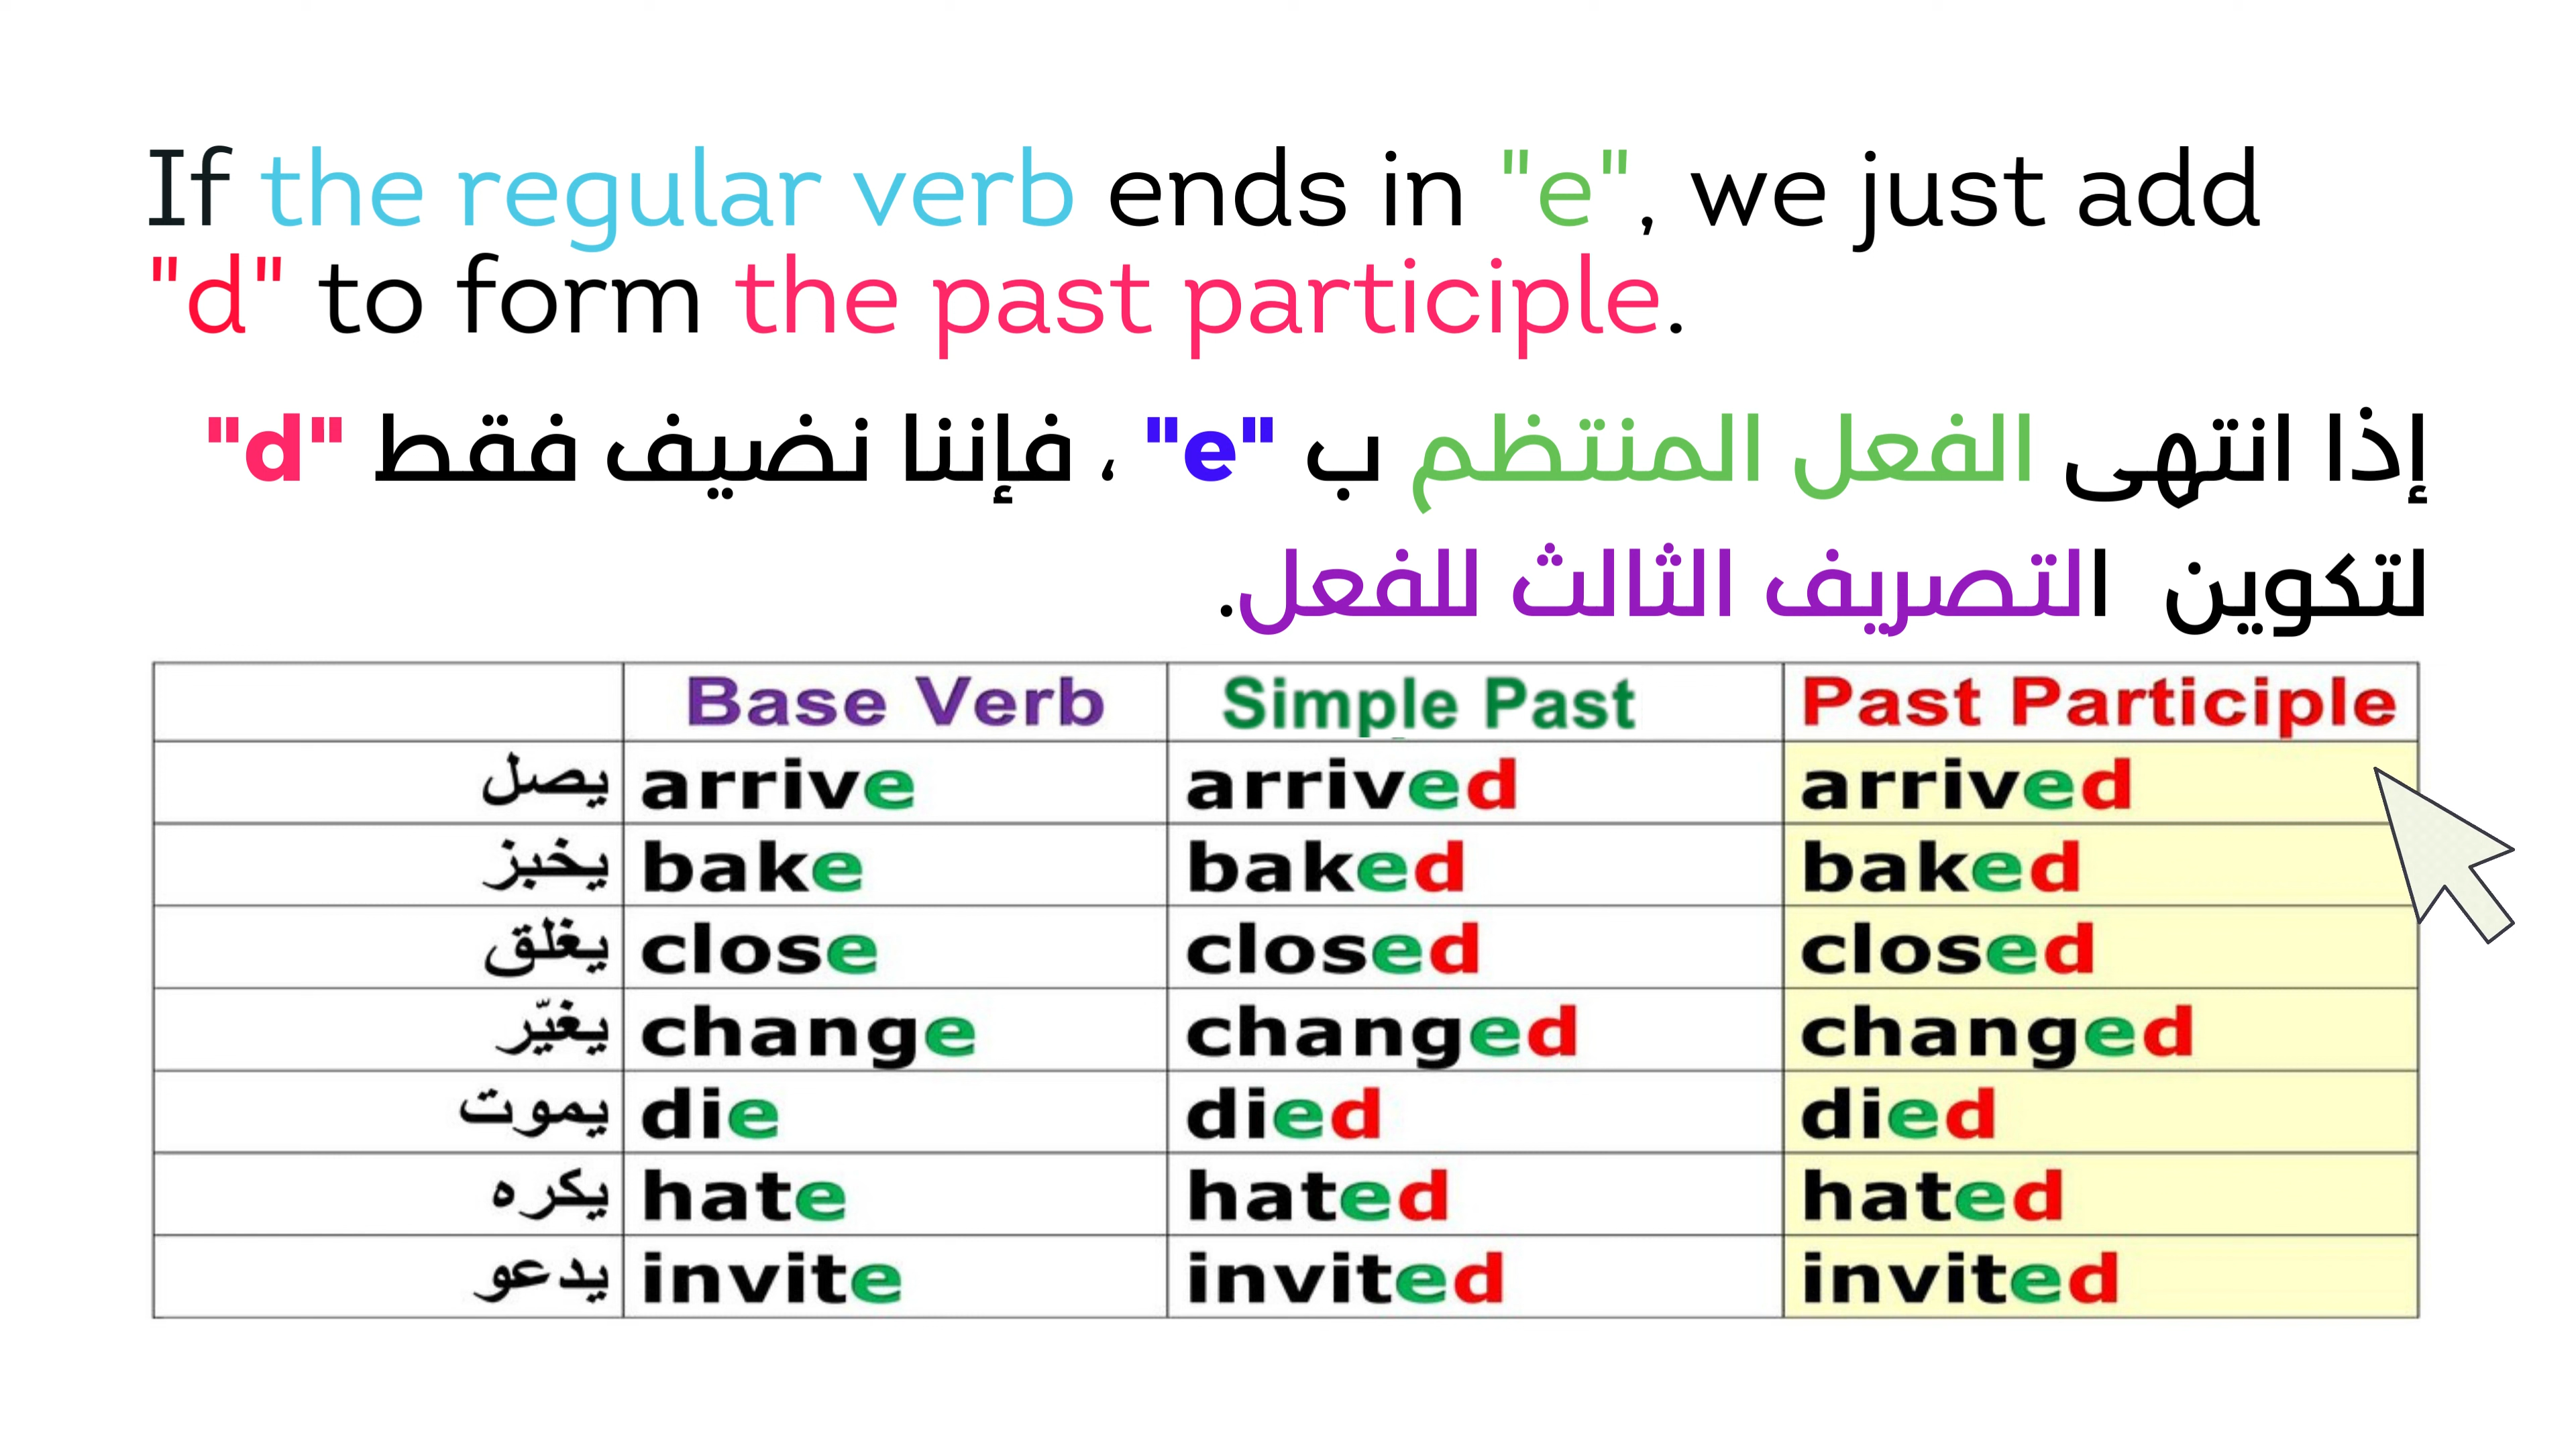 If the regular verb ends in "e", we just add
"d" to form the past participle.
إذا انتهى الفعل المنتظم ب "e" ، فإننا نضيف فقط "d"
لتكوين التصريف الثالث للفعل.
Base Verb Simple Past Past Participle
يصل arrive arrived arrived
يخبز bake baked baked
يغلق close closed closed
يغيّر change changed changed
يموت die died died
يكره hate hated hated
يدعو invite invited invited